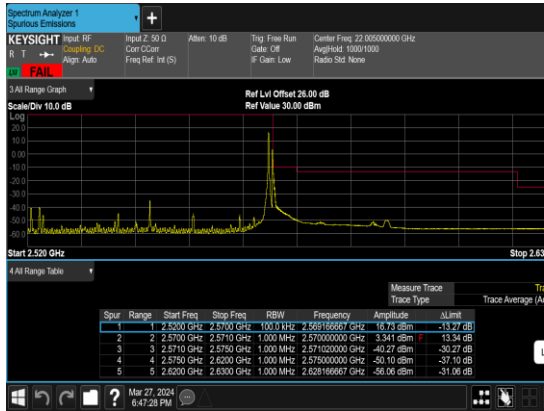 Spectrum Analyzer 1
Spurious Emissions
+
KEYSIGHT Input: RF Input Z: 50 Ω Atten: 10 dB Trig: Free Run Center Freq: 22.005000000 GHz
R T Coupling: DC Corr CCorr Gate: Off Avg|Hold: 1000/1000
Align: Auto Freq Ref: Int (S) IF Gain: Low Radio Std: None
LV FAIL
3 All Range Graph
Ref Lvl Offset 26.00 dB
Scale/Div 10.0 dB Ref Value 30.00 dBm
Log
20.0
10.0
0.00
-10.0
-20.0
-30.0
-40.0
-50.0
-60.0
Start 2.520 GHz Stop 2.63
4 All Range Table
Measure Trace Tra
Trace Type Trace Average (A
Spur Range Start Freq Stop Freq RBW Frequency Amplitude ΔLimit
1 1 2.5200 GHz 2.5700 GHz 100.0 kHz 2.569166667 GHz 16.73 dBm -13.27 dB
2 2 2.5700 GHz 2.5710 GHz 1.000 MHz 2.570000000 GHz 3.341 dBm F 13.34 dB
3 3 2.5710 GHz 2.5750 GHz 1.000 MHz 2.571020000 GHz -40.27 dBm -30.27 dB
4 4 2.5750 GHz 2.6200 GHz 1.000 MHz 2.575000000 GHz -50.10 dBm -37.10 dB
5 5 2.6200 GHz 2.6300 GHz 1.000 MHz 2.628166667 GHz -56.06 dBm -31.06 dB
L
? Mar 27, 2024
6:47:28 PM